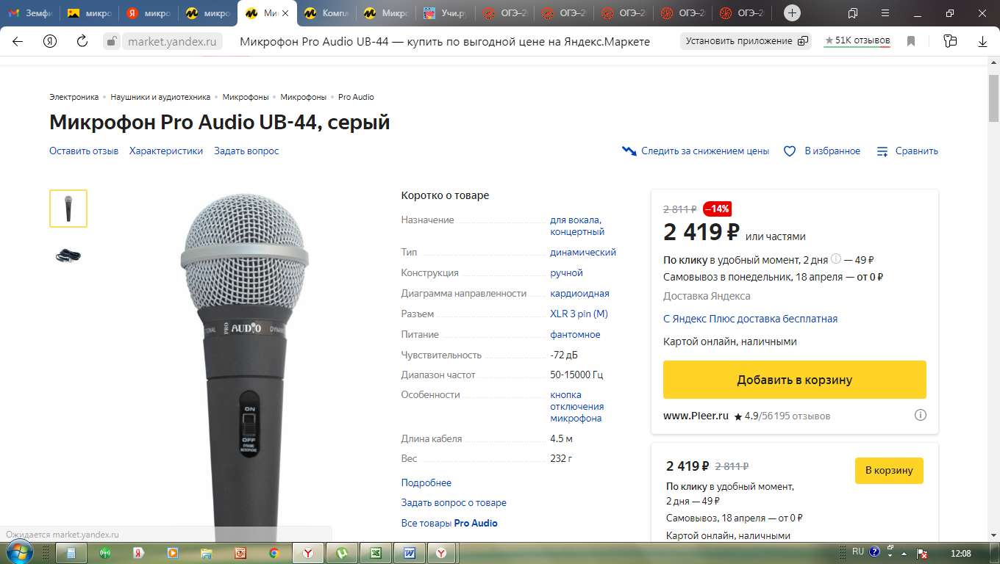 Земфи
микро
микро
микро
Ми
Компл
Микро
Учи.ру
ОГЭ–2
ОГЭ–2
ОГЭ–2
ОГЭ–2
ОГЭ–2
market.yandex.ru
Микрофон Pro Audio UB-44 — купить по выгодной цене на Яндекс.Маркете
Установить приложение
★51K отзывов
Электроника • Наушники и аудиотехника • Микрофоны • Микрофоны • Pro Audio
Микрофон Pro Audio UB-44, серый
Оставить отзыв Характеристики Задать вопрос
Следить за снижением цены В избранное Сравнить
PRO AUDIO
ON
OFF
DYNAMIC
MICROPHONE
Коротко о товаре
Назначение для вокала,
концертный
Тип динамический
Конструкция ручной
Диаграмма направленности кардиоидная
Разъем XLR 3 pin (M)
Питание фантомное
Чувствительность -72 дБ
Диапазон частот 50-15000 Гц
Особенности кнопка
отключения
микрофона
Длина кабеля 4.5 м
Вес 232 г
Подробнее
Задать вопрос о товаре
Все товары Pro Audio
2 811 ₽ –14%
2 419 ₽ или частями
По клику в удобный момент, 2 дня — 49 ₽
Самовывоз в понедельник, 18 апреля — от 0 ₽
Доставка Яндекса
С Яндекс Плюс доставка бесплатная
Картой онлайн, наличными
Добавить в корзину
www.Pleer.ru ★ 4.9/56 195 отзывов
2 419 ₽ 2 811 ₽
В корзину
По клику в удобный момент,
2 дня — 49 ₽
Самовывоз, 18 апреля — от 0 ₽
Картой онлайн, наличными
Ожидается market.yandex.ru
RU
12:08